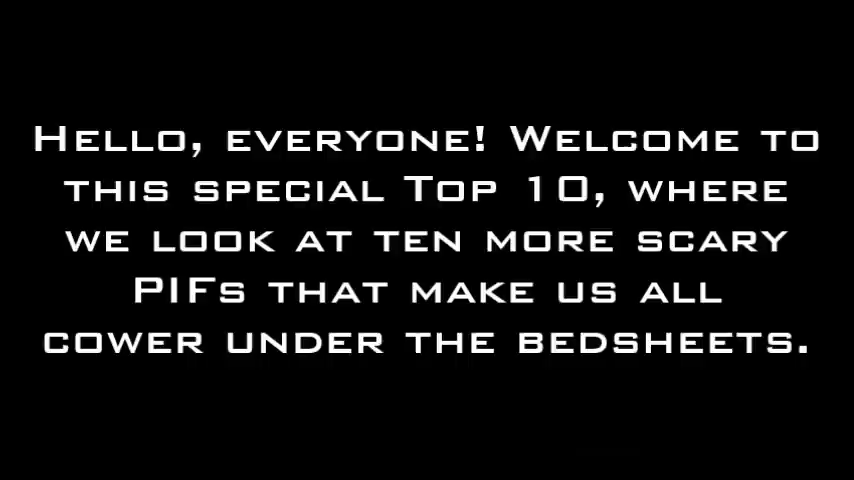 Hello, everyone! Welcome to
this special Top 10, where
we look at ten more scary
PIFs that make us all
cower under the bedsheets.